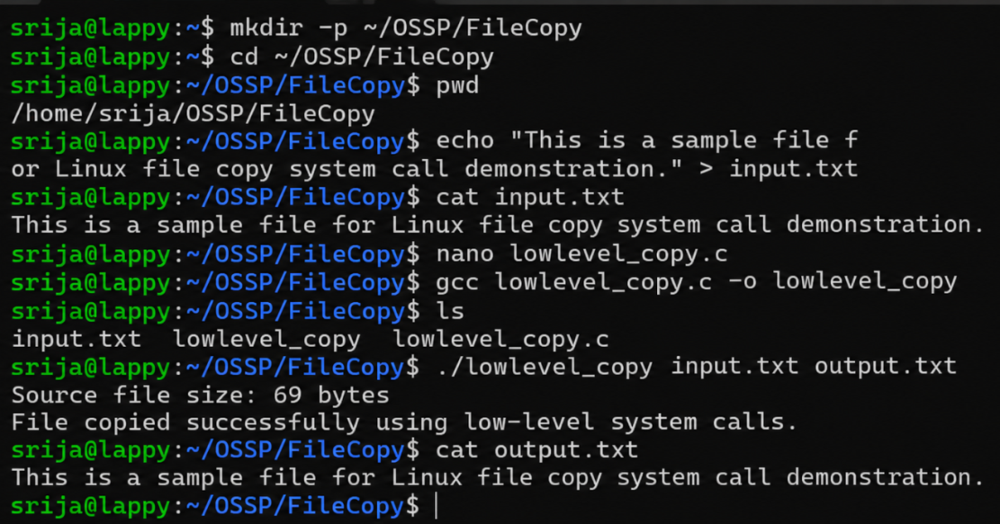 srija@lappy:~$ mkdir -p ~/OSSP/FileCopy
srija@lappy:~$ cd ~/OSSP/FileCopy
srija@lappy:~/OSSP/FileCopy$ pwd
/home/srija/OSSP/FileCopy
srija@lappy:~/OSSP/FileCopy$ echo "This is a sample file f
or Linux file copy system call demonstration." > input.txt
srija@lappy:~/OSSP/FileCopy$ cat input.txt
This is a sample file for Linux file copy system call demonstration.
srija@lappy:~/OSSP/FileCopy$ nano lowlevel_copy.c
srija@lappy:~/OSSP/FileCopy$ gcc lowlevel_copy.c -o lowlevel_copy
srija@lappy:~/OSSP/FileCopy$ ls
input.txt  lowlevel_copy  lowlevel_copy.c
srija@lappy:~/OSSP/FileCopy$ ./lowlevel_copy input.txt output.txt
Source file size: 69 bytes
File copied successfully using low-level system calls.
srija@lappy:~/OSSP/FileCopy$ cat output.txt
This is a sample file for Linux file copy system call demonstration.
srija@lappy:~/OSSP/FileCopy$